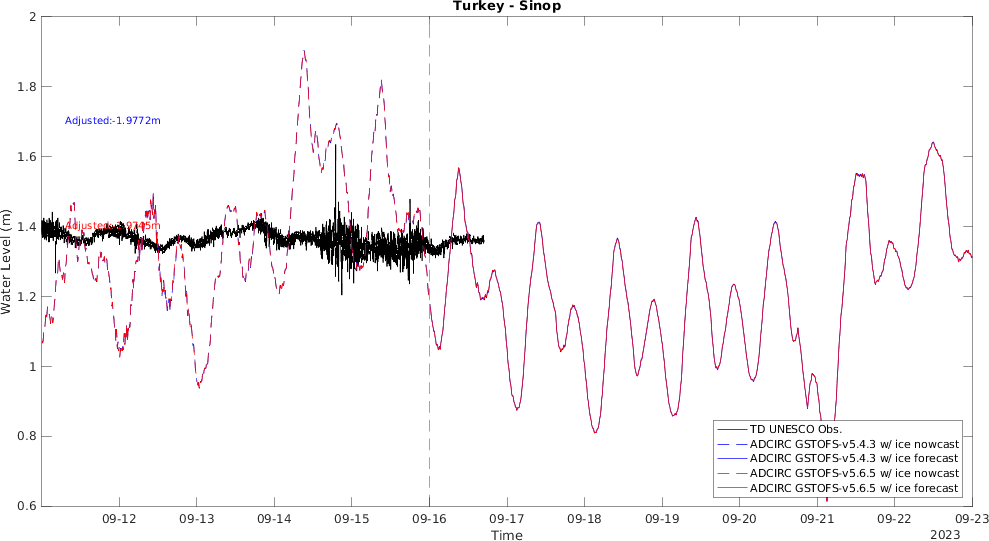 Turkey - Sinop
Water Level (m)
2
1.8
1.6
1.4
1.2
1
0.8
0.6
Adjusted:-1.9772m
TD UNESCO Obs.
ADCIRC GSTOFS-v5.4.3 w/ ice nowcast
ADCIRC GSTOFS-v5.4.3 w/ ice forecast
ADCIRC GSTOFS-v5.6.5 w/ ice nowcast
ADCIRC GSTOFS-v5.6.5 w/ ice forecast
09-12 09-13 09-14 09-15 09-16 09-17 09-18 09-19 09-20 09-21 09-22 09-23
Time
2023